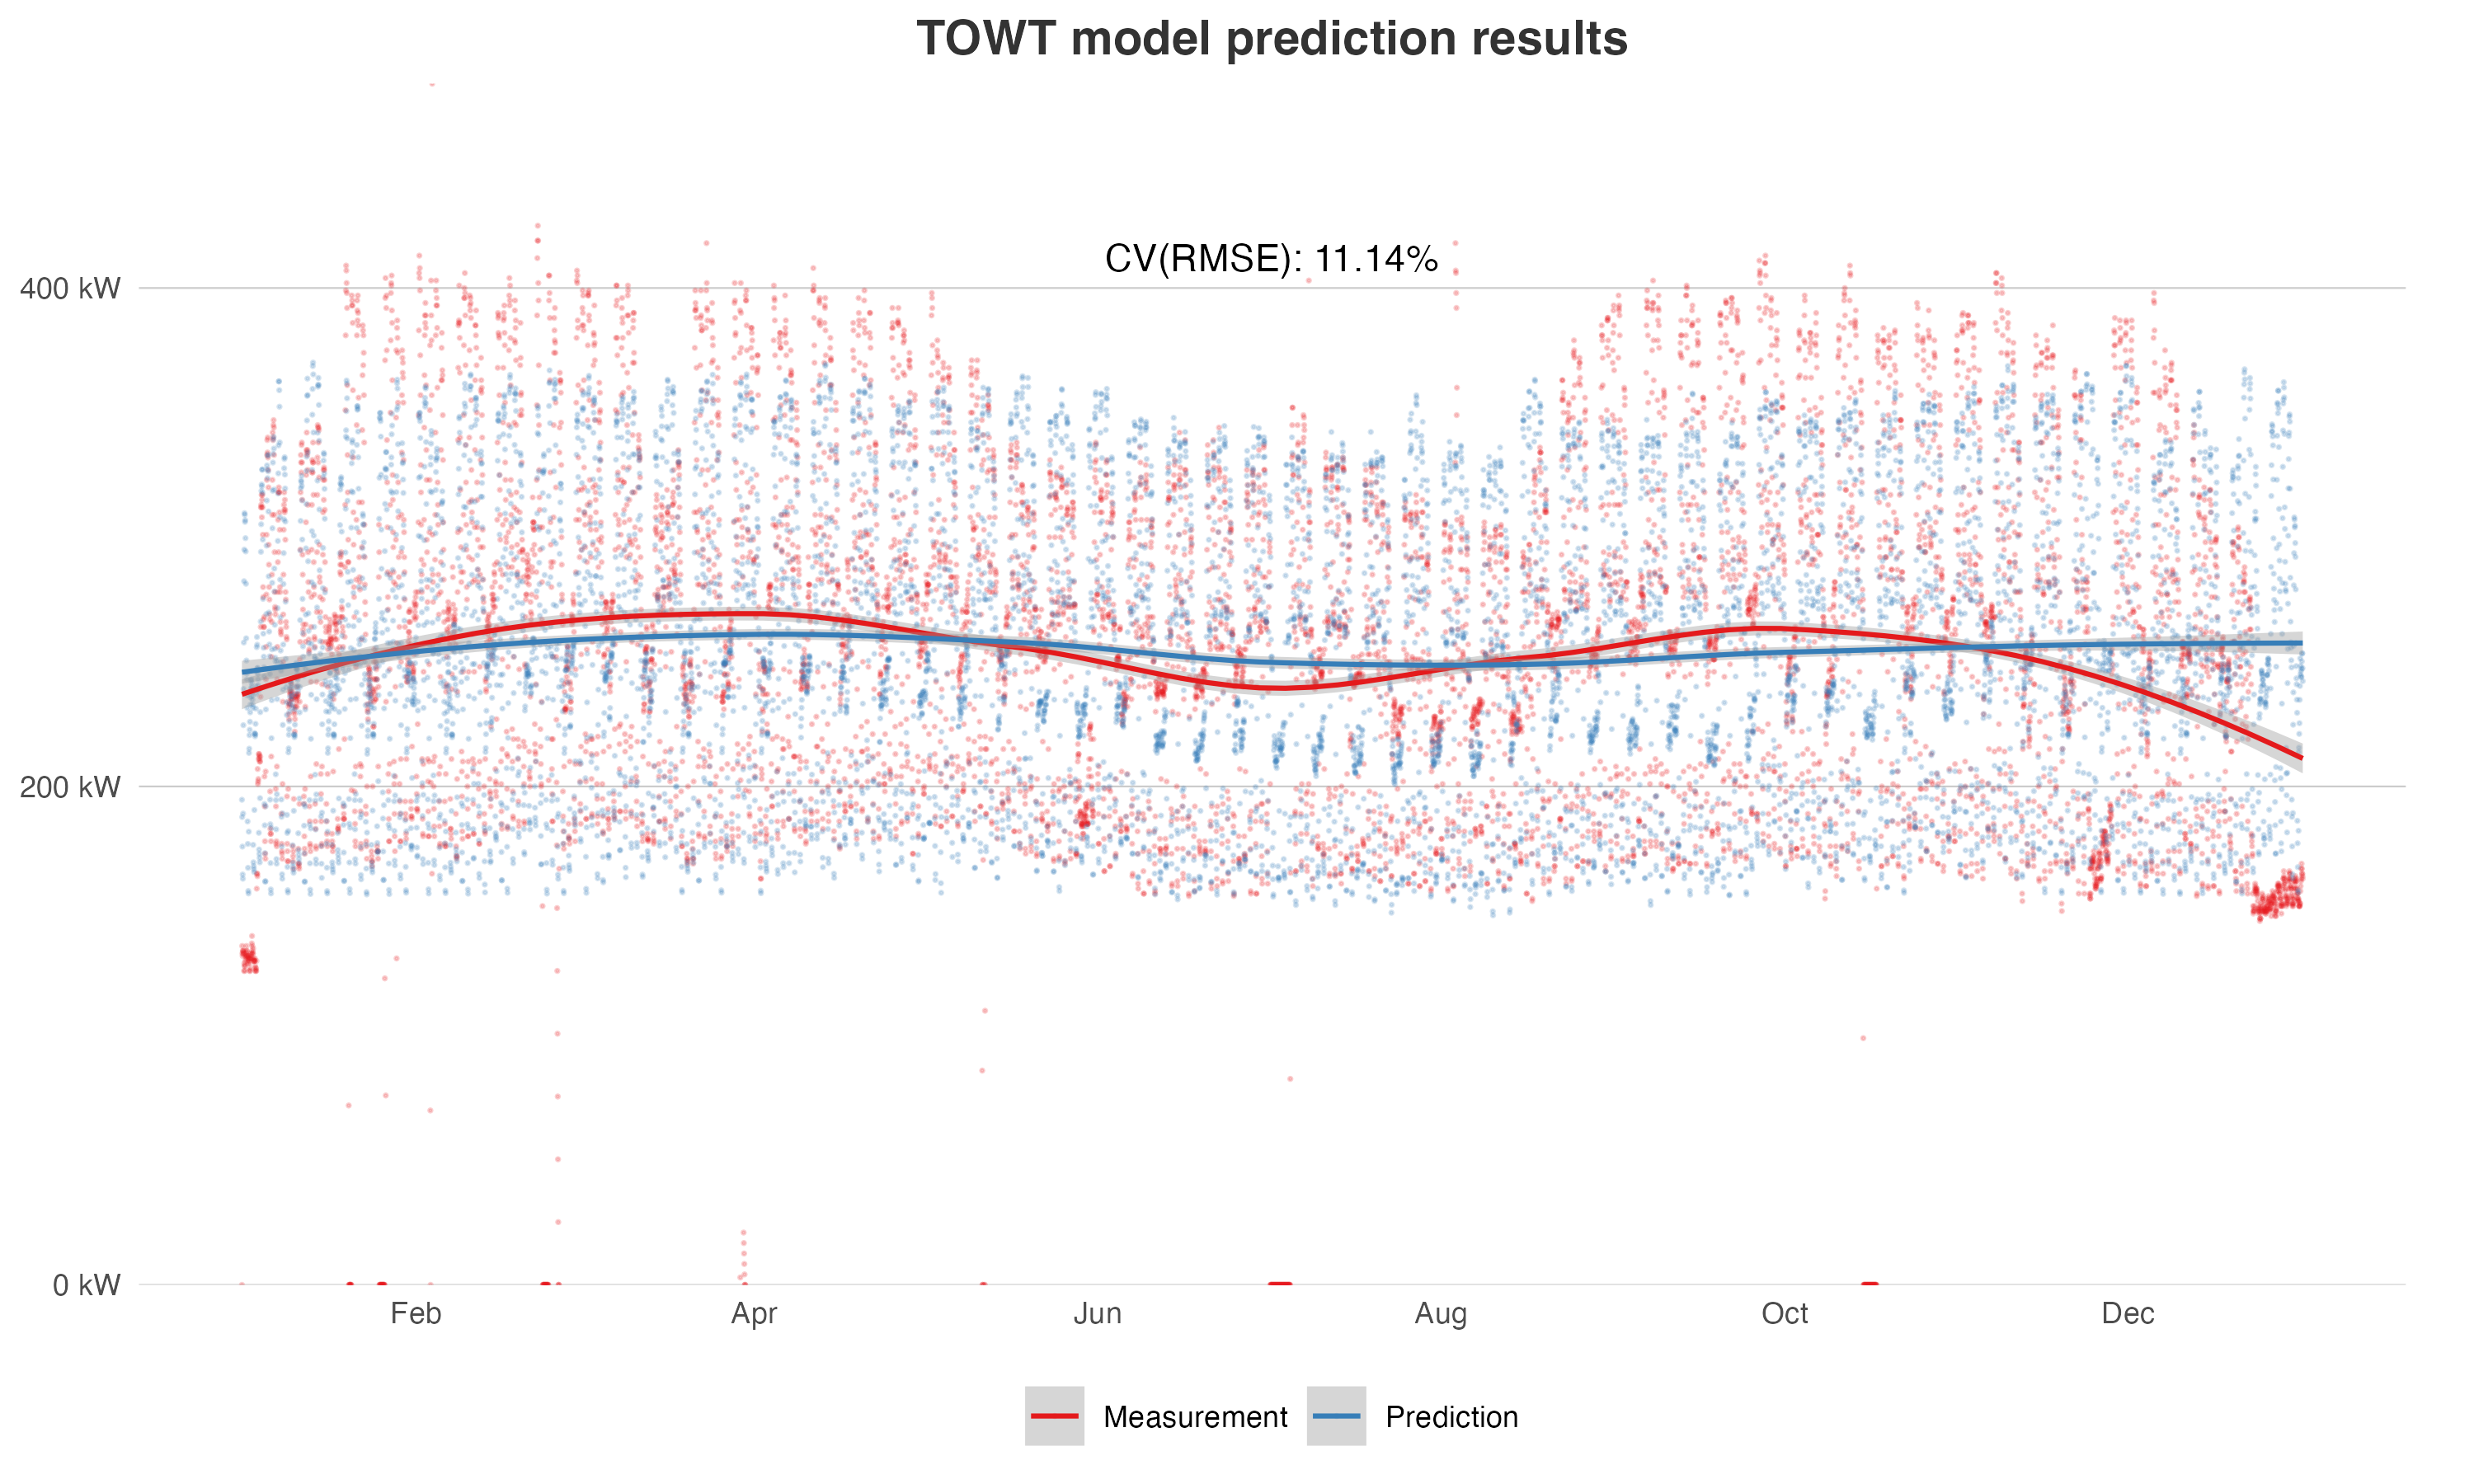 TOWT model prediction results
CV(RMSE): 11.14%
400 kW
200 kW
0 kW
Feb Apr Jun Aug Oct Dec
Measurement Prediction